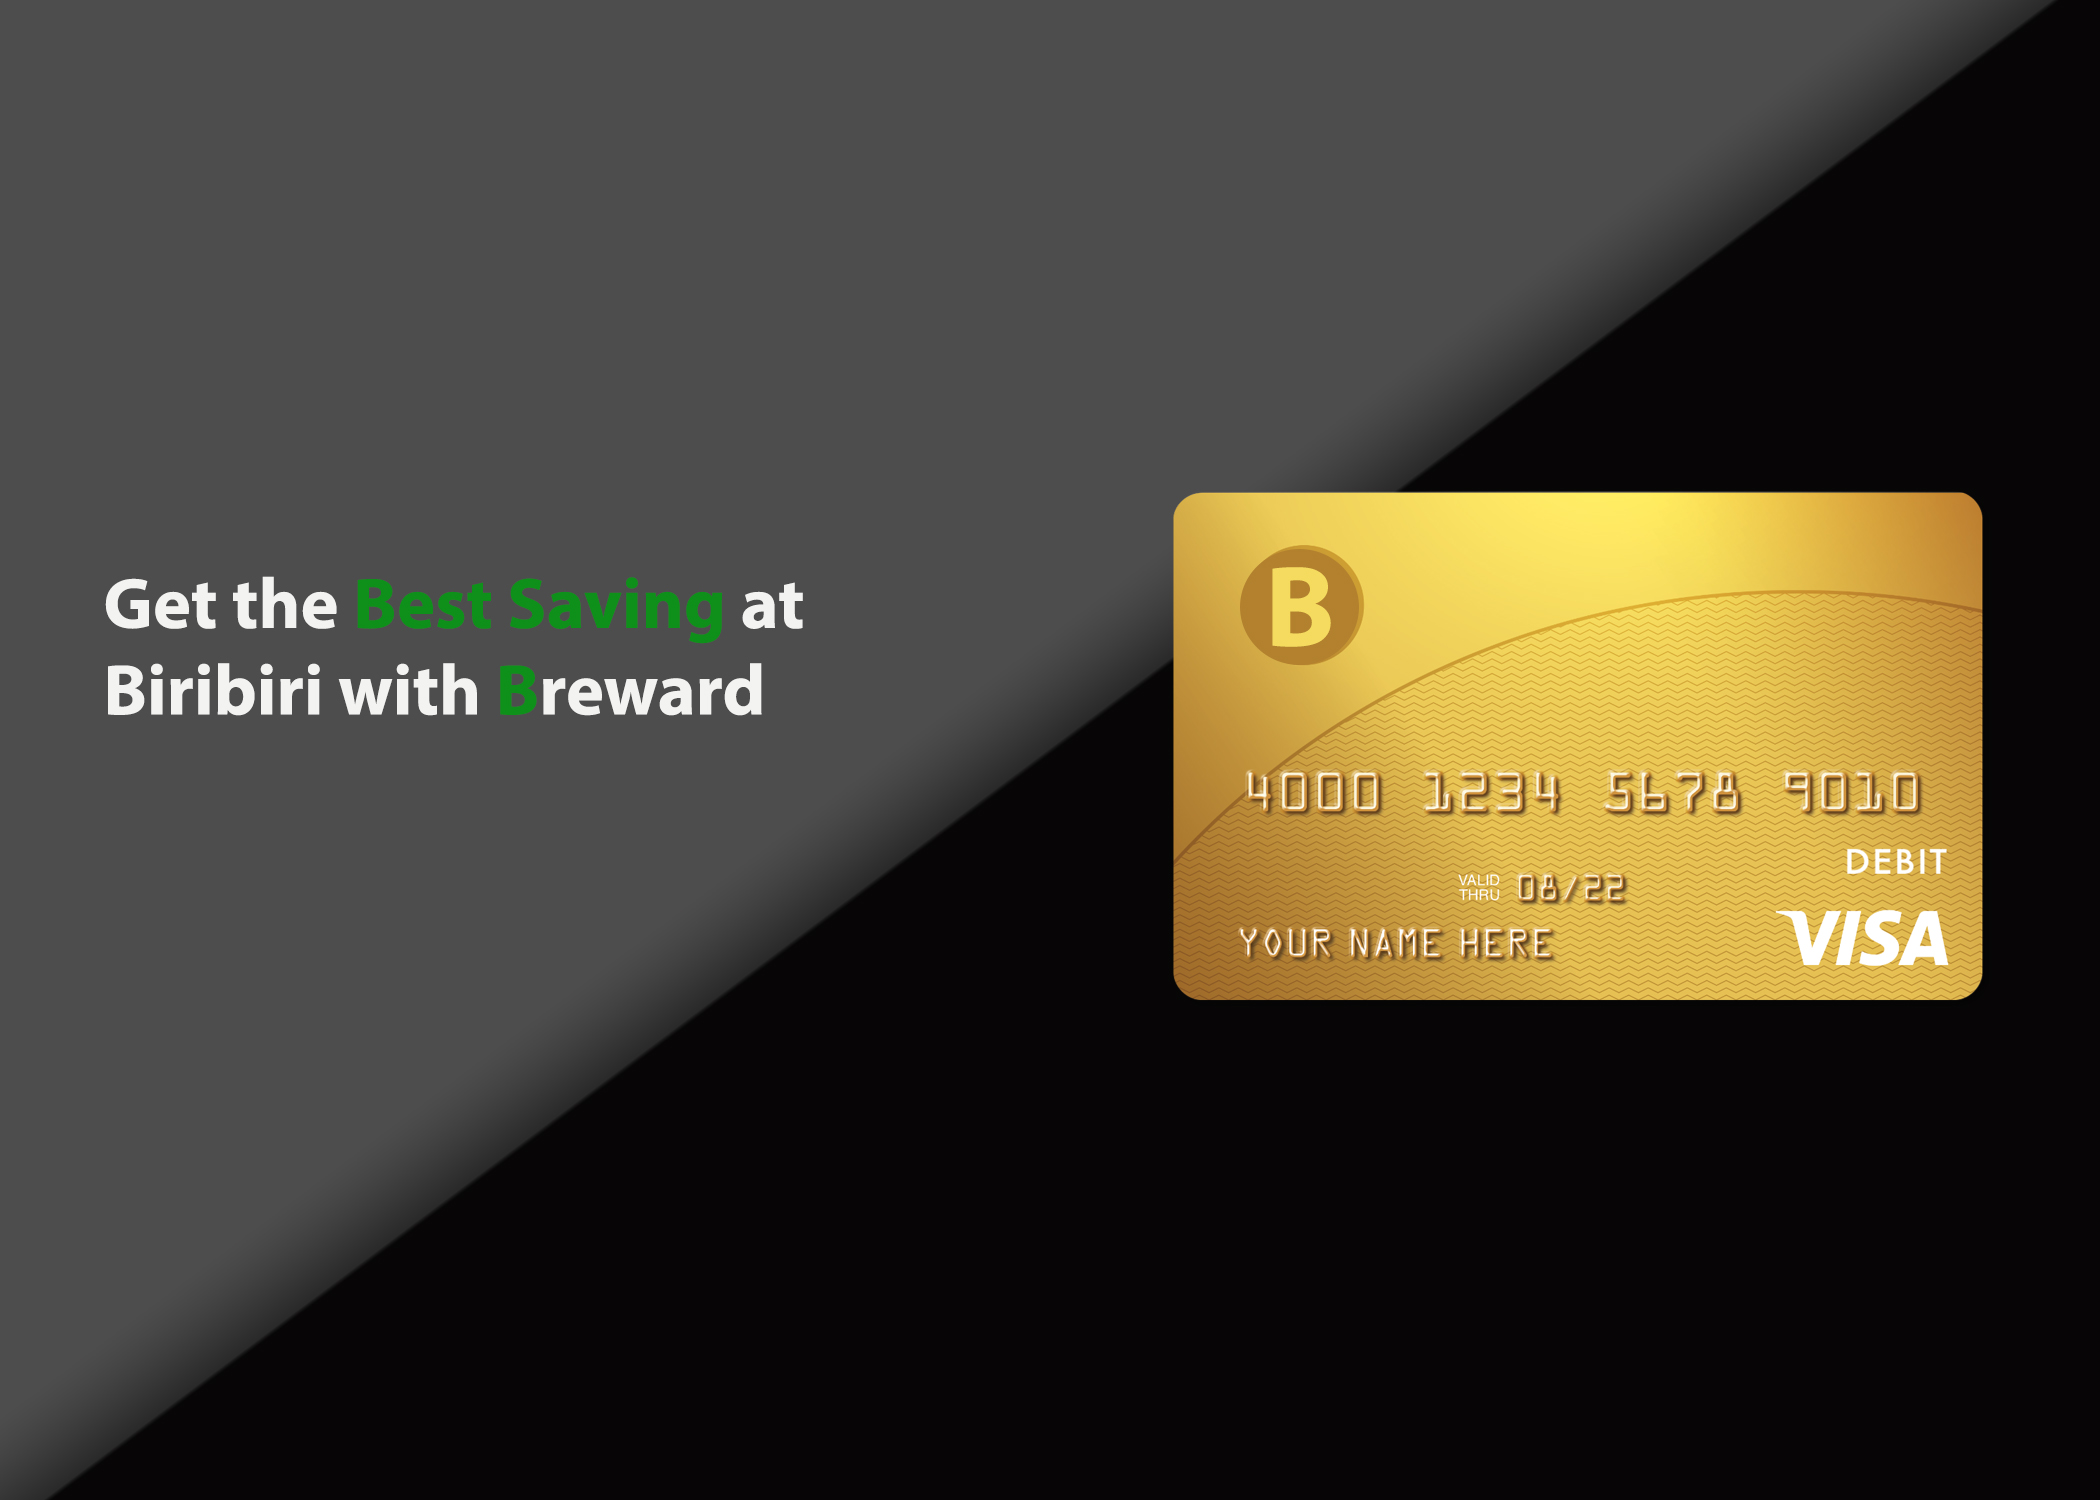 Get the Best Saving at
Biribiri with Breward
B
4000 1234 5678 9010
DEBIT
VALID
THRU 08/22
YOUR NAME HERE
VISA